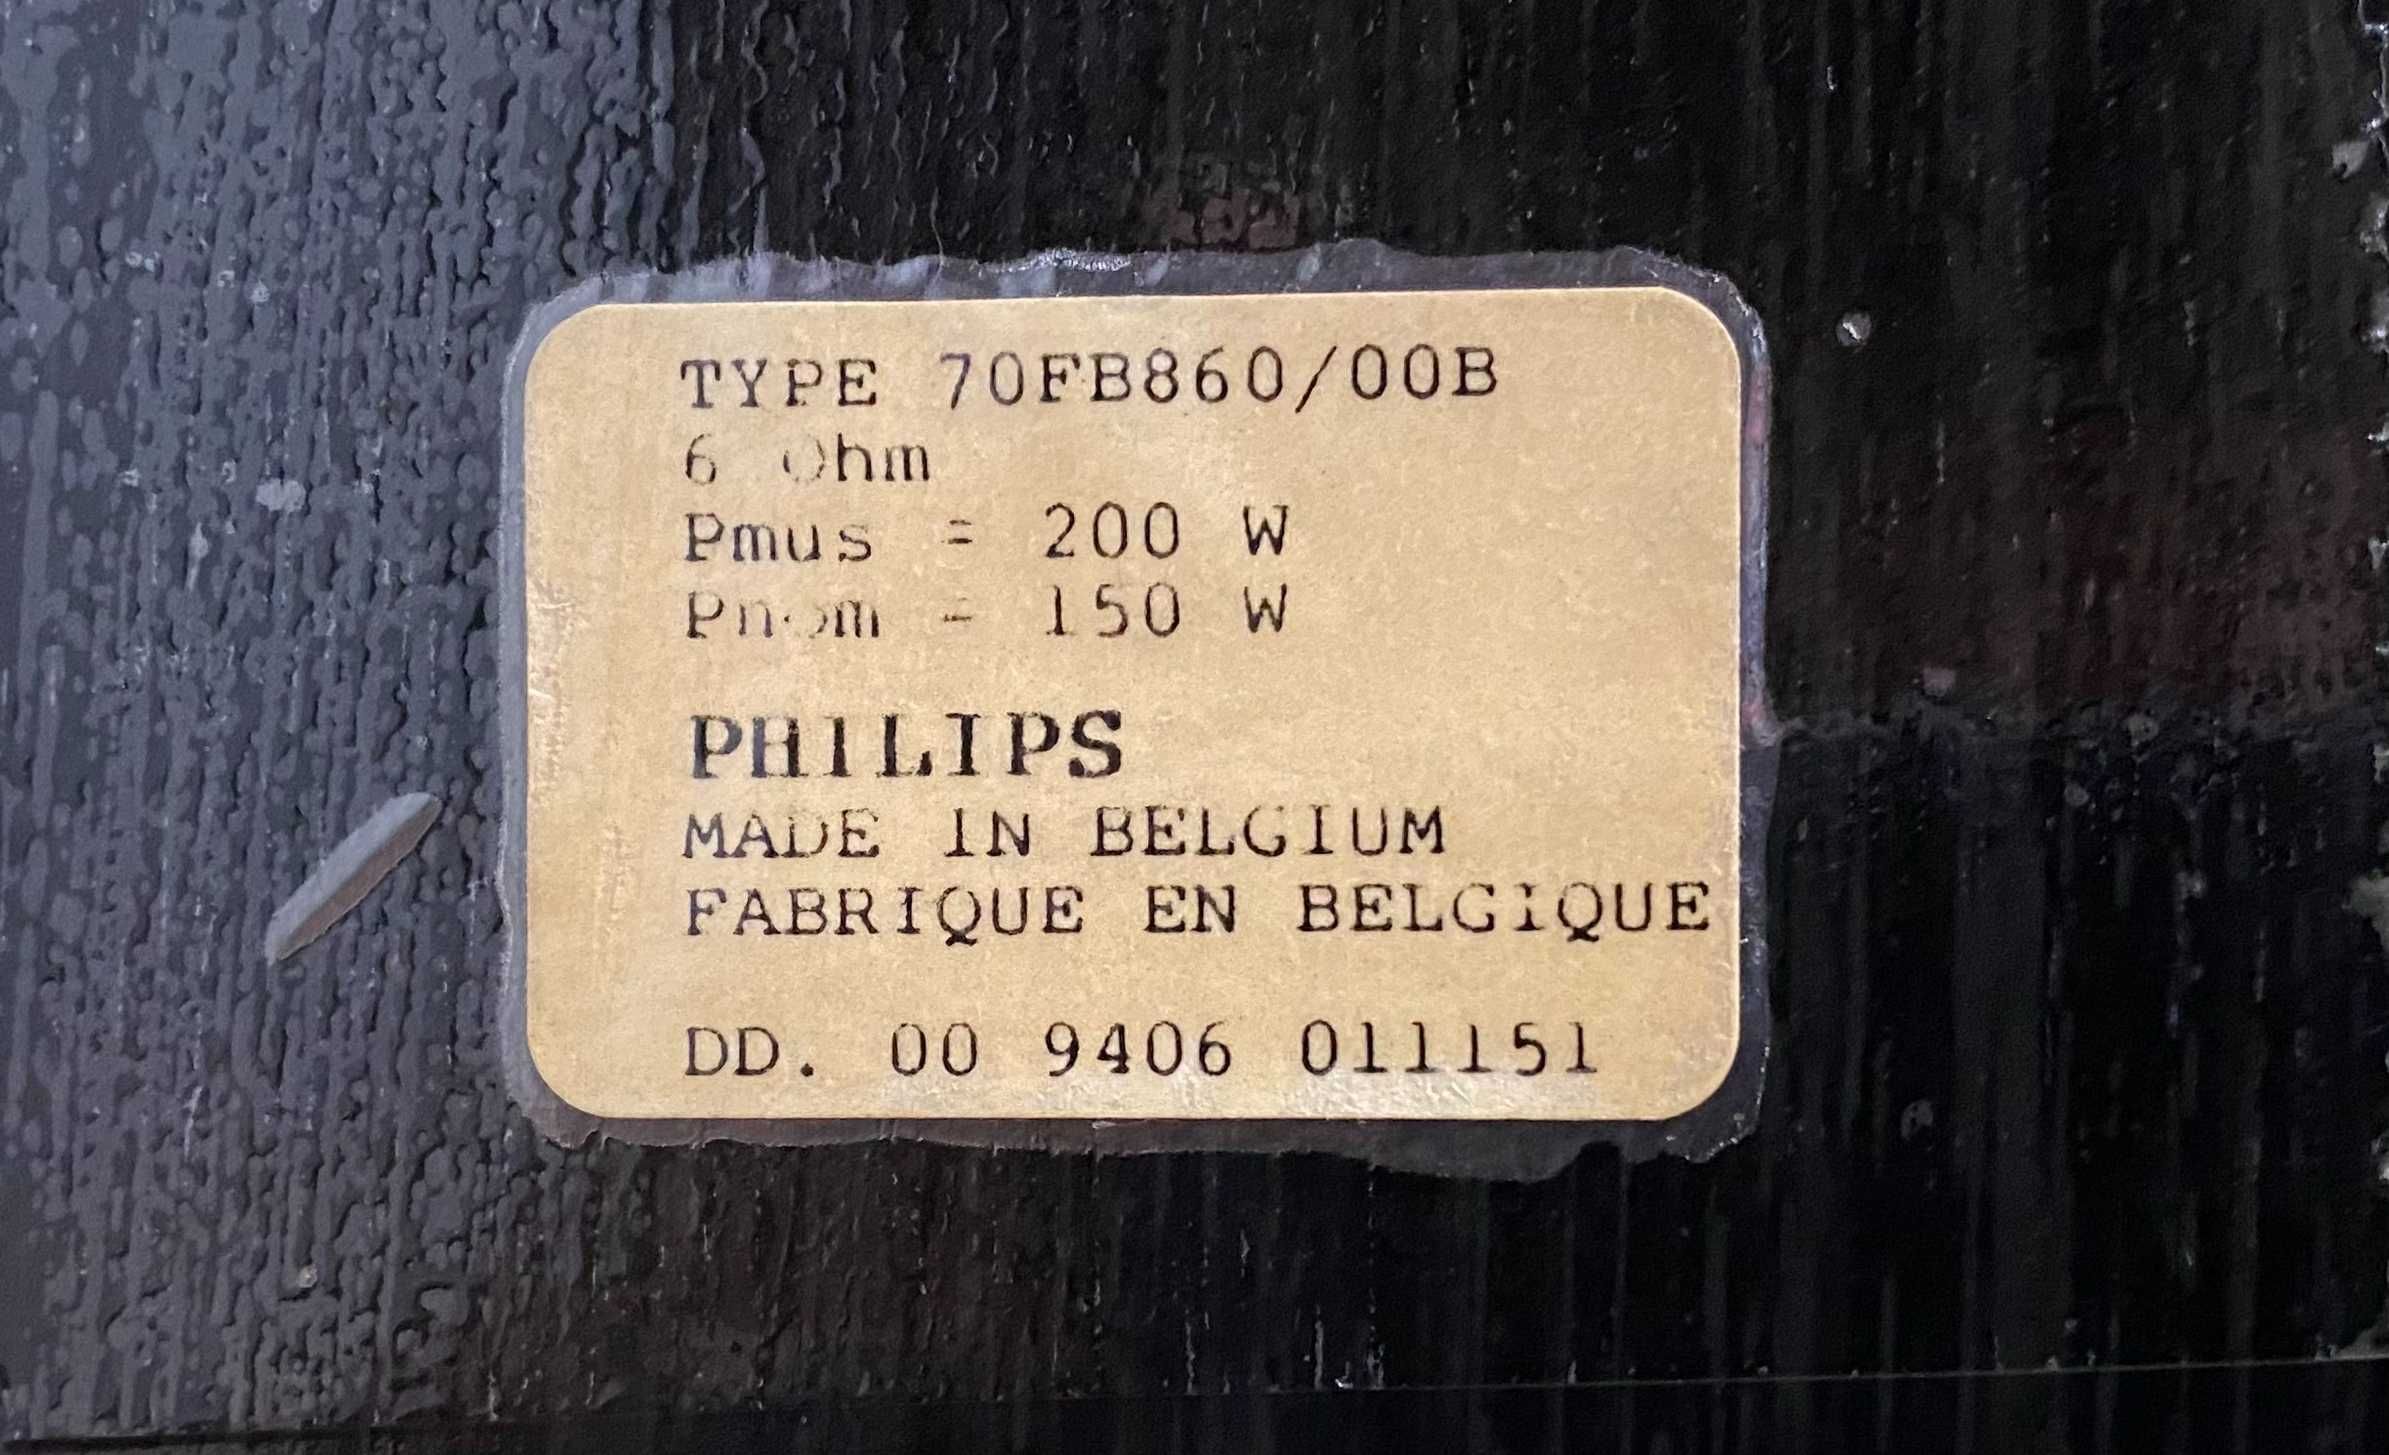 TYPE 70FB860/00B
6 Ohm
Pmus = 200 W
Pnom = 150 W
PHILIPS
MADE IN BELGIUM
FABRIQUE EN BELGIQUE
DD. 00 9406 011151